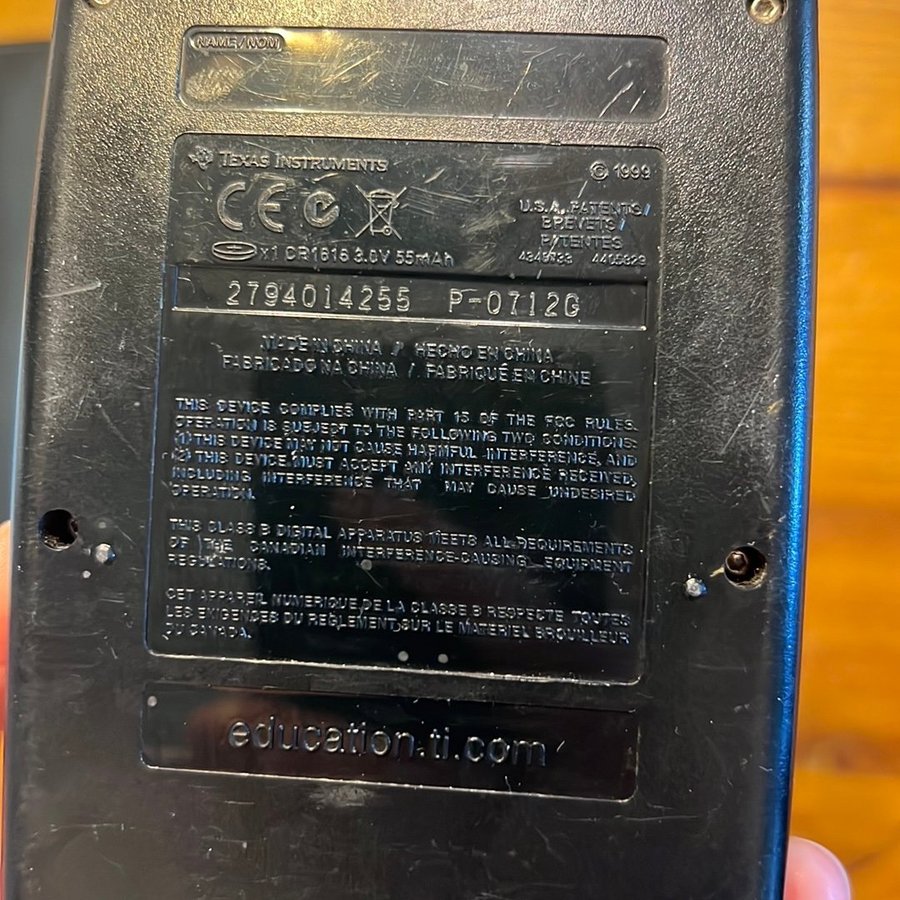 NAME/NOM
TEXAS INSTRUMENTS
© 1999
CE
U.S.A. PATENTS/
BREVETS/
PATENTES
x1 CR1616 3.0V 55mAh
4349733 4405829
2794014255 P-0712G
MADE IN CHINA / HECHO EN CHINA
FABRICADO NA CHINA / FABRIQUÉ EN CHINE
THIS DEVICE COMPLIES WITH PART 15 OF THE FCC RULES.
OPERATION IS SUBJECT TO THE FOLLOWING TWO CONDITIONS:
(1) THIS DEVICE MAY NOT CAUSE HARMFUL INTERFERENCE, AND
(2) THIS DEVICE MUST ACCEPT ANY INTERFERENCE RECEIVED,
INCLUDING INTERFERENCE THAT MAY CAUSE UNDESIRED
OPERATION.
THIS CLASS B DIGITAL APPARATUS MEETS ALL REQUIREMENTS
OF THE CANADIAN INTERFERENCE-CAUSING EQUIPMENT
REGULATIONS.
CET APPAREIL NUMERIQUE DE LA CLASSE B RESPECTE TOUTES
LES EXIGENCES DU REGLEMENT SUR LE MATERIEL BROUILLEUR
DU CANADA.
education.ti.com